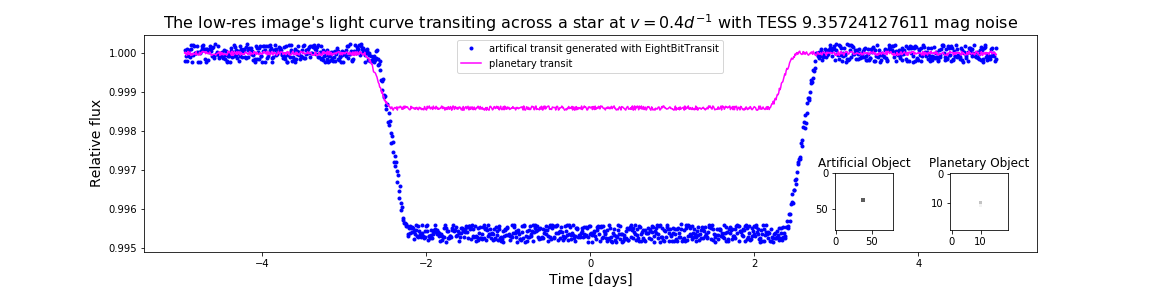 The low-res image's light curve transiting across a star at v = 0.4d⁻¹ with TESS 9.35724127611 mag noise
artifical transit generated with EightBitTransit
planetary transit
Relative flux
1.000
0.999
0.998
0.997
0.996
0.995
Artificial Object
0
50
0 50
Planetary Object
0
10
0 10
−4 −2 0 2 4
Time [days]